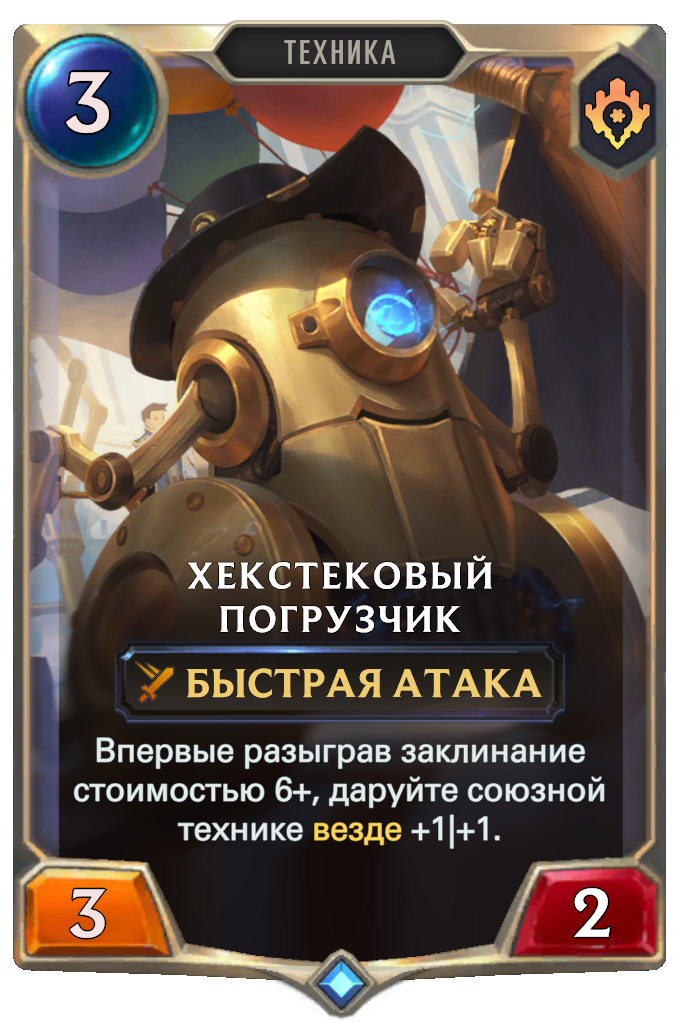 3
ТЕХНИКА
ХЕКСТЕКОВЫЙ
ПОГРУЗЧИК
БЫСТРАЯ АТАКА
Впервые разыграв заклинание
стоимостью 6+, даруйте союзной
технике везде +1|+1.
3
2